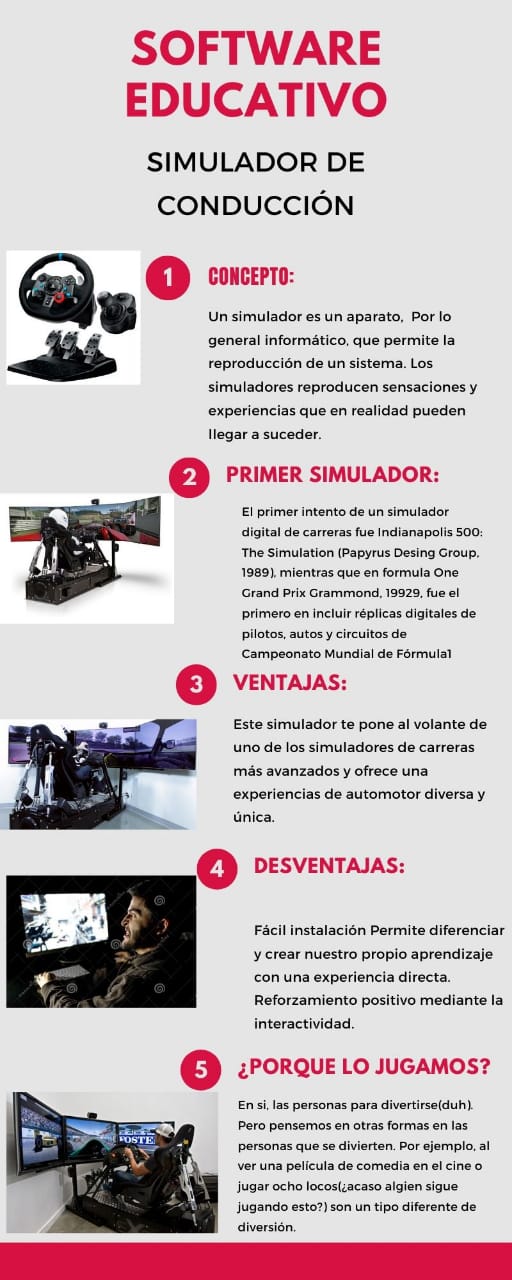 SOFTWARE
EDUCATIVO
SIMULADOR DE
CONDUCCIÓN
1
CONCEPTO:
Un simulador es un aparato, Por lo
general informático, que permite la
reproducción de un sistema. Los
simuladores reproducen sensaciones y
experiencias que en realidad pueden
llegar a suceder.
2
PRIMER SIMULADOR:
El primer intento de un simulador
digital de carreras fue Indianapolis 500:
The Simulation (Papyrus Desing Group,
1989), mientras que en formula One
Grand Prix Grammond, 19929, fue el
primero en incluir réplicas digitales de
pilotos, autos y circuitos de
Campeonato Mundial de Fórmula1
3
VENTAJAS:
Este simulador te pone al volante de
uno de los simuladores de carreras
más avanzados y ofrece una
experiencias de automotor diversa y
única.
4
DESVENTAJAS:
Fácil instalación Permite diferenciar
y crear nuestro propio aprendizaje
con una experiencia directa.
Reforzamiento positivo mediante la
interactividad.
5
¿PORQUE LO JUGAMOS?
En si, las personas para divertirse(duh).
Pero pensemos en otras formas en las
personas que se divierten. Por ejemplo, al
ver una película de comedia en el cine o
jugar ocho locos(¿acaso algien sigue
jugando esto?) son un tipo diferente de
diversión.
FOSTE